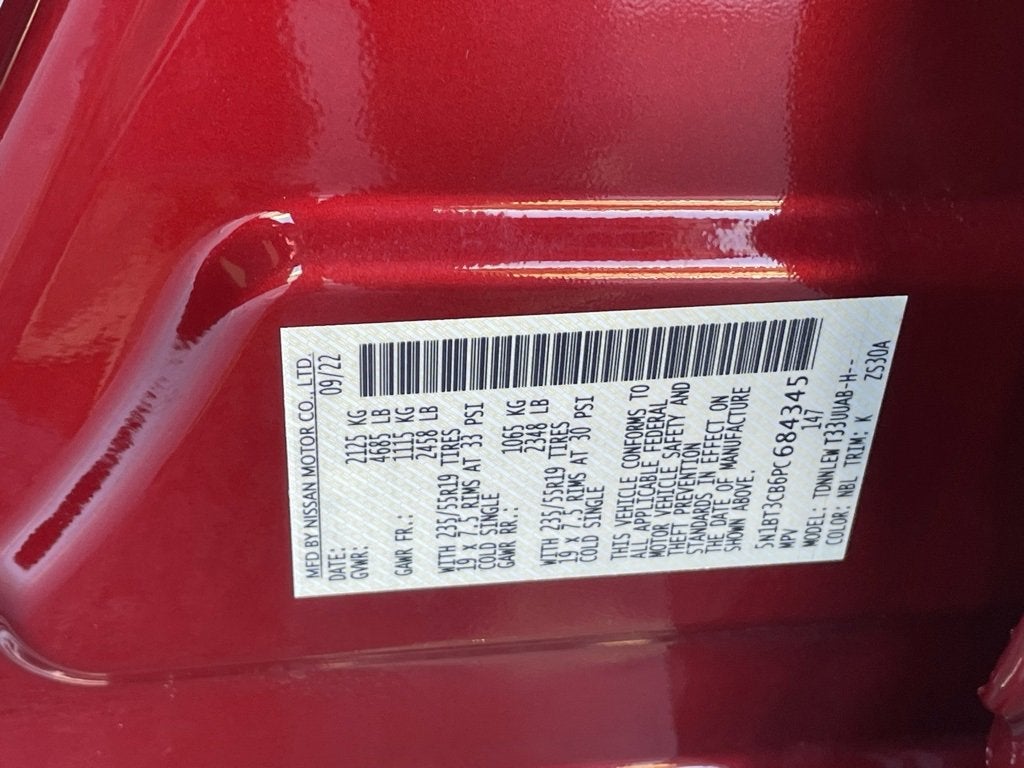 MFD BY NISSAN MOTOR CO., LTD.
DATE: 09/22
GVWR: 2125 KG
4685 LB
GAWR FR.: 1115 KG
2458 LB
WITH 235/55R19 TIRES
19 X 7.5 RIMS AT 33 PSI
COLD SINGLE
GAWR RR.: 1065 KG
2348 LB
WITH 235/55R19 TIRES
19 X 7.5 RIMS AT 30 PSI
COLD SINGLE
THIS VEHICLE CONFORMS TO
ALL APPLICABLE FEDERAL
MOTOR VEHICLE SAFETY AND
THEFT PREVENTION
STANDARDS IN EFFECT ON
THE DATE OF MANUFACTURE
SHOWN ABOVE.
5N1BT3CB6PC684345
MPV 147
MODEL: TDNNLEWT33UUAB-H--
COLOR: NBL TRIM: K ZS30A